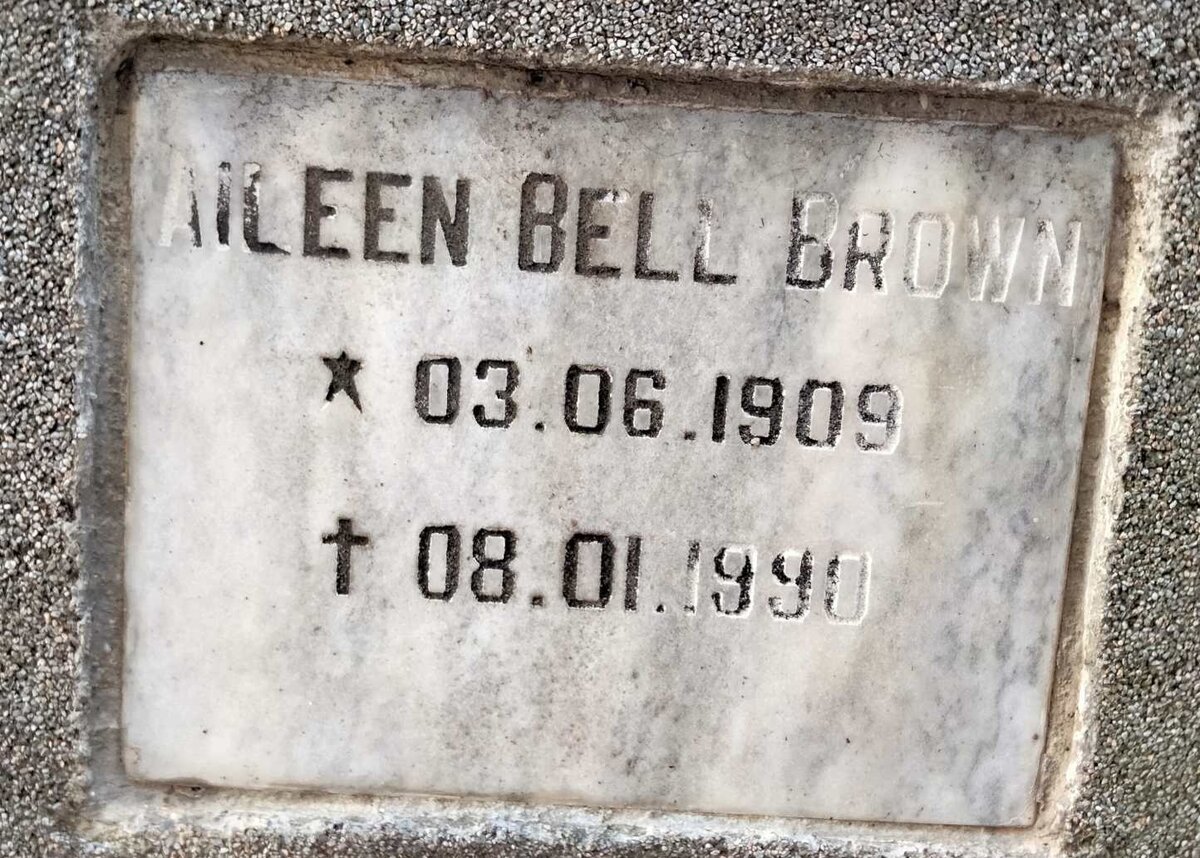 AILEEN BELL BROWN
★ 03.06.1909
✝ 08.01.1990